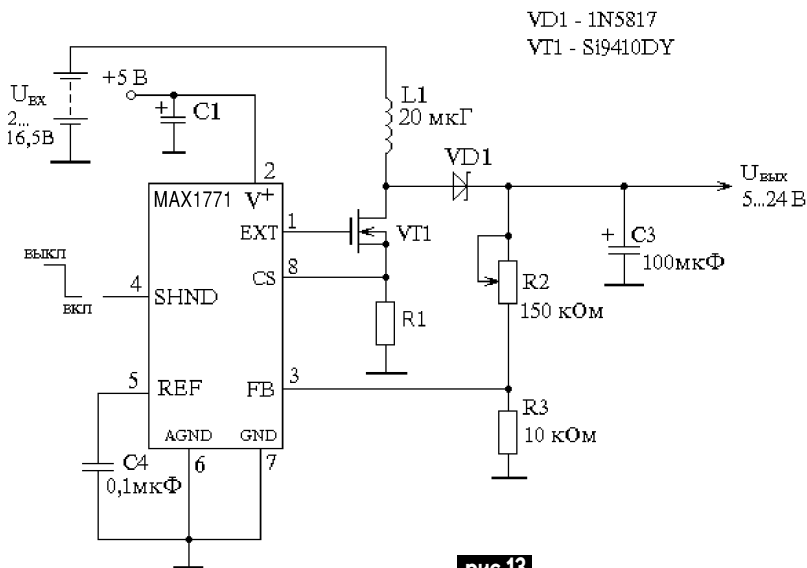 VD1 - 1N5817
VT1 - Si9410DY
+5 В
Uвх
2...
16,5В
+
C1
L1
20 мкГ
VD1
Uвых
5...24 В
2
MAX1771
V+
EXT
1
VT1
+
C3
100мкФ
выкл
вкл
4
SHND
CS
8
R2
150 кОм
R1
5
REF
FB
3
R3
10 кОм
AGND
GND
C4
0,1мкФ
6
7
рис 13